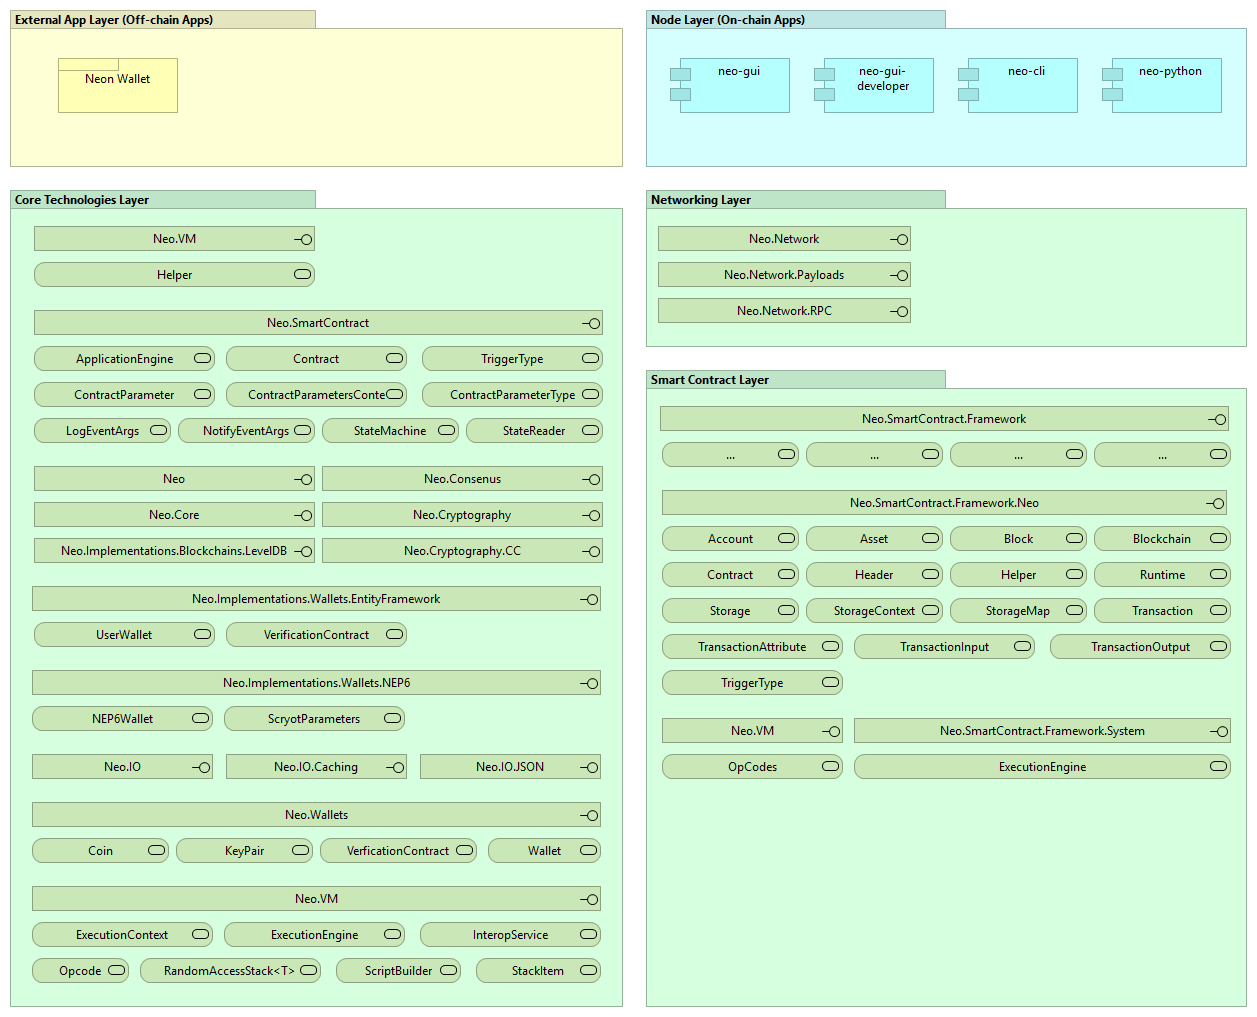 External App Layer (Off-chain Apps)
Neon Wallet
Node Layer (On-chain Apps)
neo-gui
neo-gui-
developer
neo-cli
neo-python
Core Technologies Layer
Neo.VM
Helper
Neo.SmartContract
ApplicationEngine
Contract
TriggerType
ContractParameter
ContractParametersConte
ContractParameterType
LogEventArgs
NotifyEventArgs
StateMachine
StateReader
Neo
Neo.Consenus
Neo.Core
Neo.Cryptography
Neo.Implementations.Blockchains.LevelDB
Neo.Cryptography.CC
Neo.Implementations.Wallets.EntityFramework
UserWallet
VerificationContract
Neo.Implementations.Wallets.NEP6
NEP6Wallet
ScryotParameters
Neo.IO
Neo.IO.Caching
Neo.IO.JSON
Neo.Wallets
Coin
KeyPair
VerficationContract
Wallet
Neo.VM
ExecutionContext
ExecutionEngine
InteropService
Opcode
RandomAccessStack<T>
ScriptBuilder
StackItem
Networking Layer
Neo.Network
Neo.Network.Payloads
Neo.Network.RPC
Smart Contract Layer
Neo.SmartContract.Framework
...
...
...
...
Neo.SmartContract.Framework.Neo
Account
Asset
Block
Blockchain
Contract
Header
Helper
Runtime
Storage
StorageContext
StorageMap
Transaction
TransactionAttribute
TransactionInput
TransactionOutput
TriggerType
Neo.VM
Neo.SmartContract.Framework.System
OpCodes
ExecutionEngine